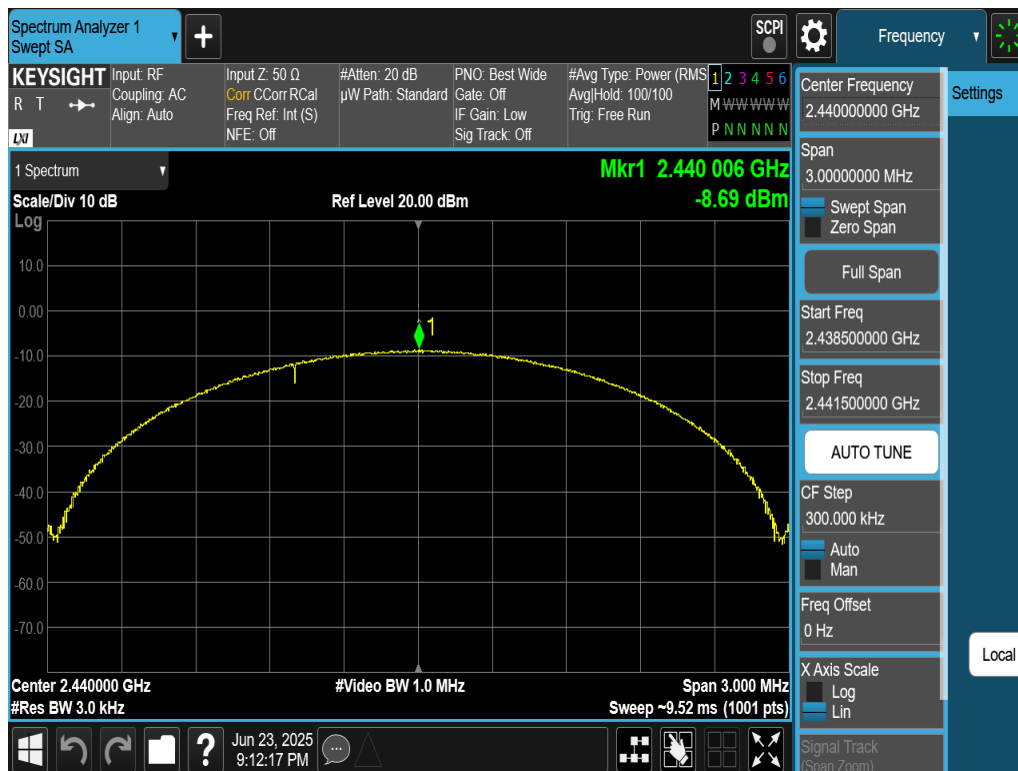 Spectrum Analyzer 1
Swept SA
+
SCPI
Frequency
KEYSIGHT
R T
LXI
Input: RF
Coupling: AC
Align: Auto
Input Z: 50 Ω
Corr CCorr RCal
Freq Ref: Int (S)
NFE: Off
#Atten: 20 dB
µW Path: Standard
PNO: Best Wide
Gate: Off
IF Gain: Low
Sig Track: Off
#Avg Type: Power (RMS
Avg|Hold: 100/100
Trig: Free Run
1 2 3 4 5 6
M W W W W W
P N N N N N
1 Spectrum
Mkr1 2.440 006 GHz
Scale/Div 10 dB
Ref Level 20.00 dBm
-8.69 dBm
Log
10.0
0.00
1
-10.0
-20.0
-30.0
-40.0
-50.0
-60.0
-70.0
Center 2.440000 GHz
#Video BW 1.0 MHz
Span 3.000 MHz
#Res BW 3.0 kHz
Sweep ~9.52 ms (1001 pts)
Center Frequency
2.440000000 GHz
Settings
Span
3.00000000 MHz
Swept Span
Zero Span
Full Span
Start Freq
2.438500000 GHz
Stop Freq
2.441500000 GHz
AUTO TUNE
CF Step
300.000 kHz
Auto
Man
Freq Offset
0 Hz
Local
X Axis Scale
Log
Lin
Signal Track
(Span Zoom)
?
Jun 23, 2025
9:12:17 PM